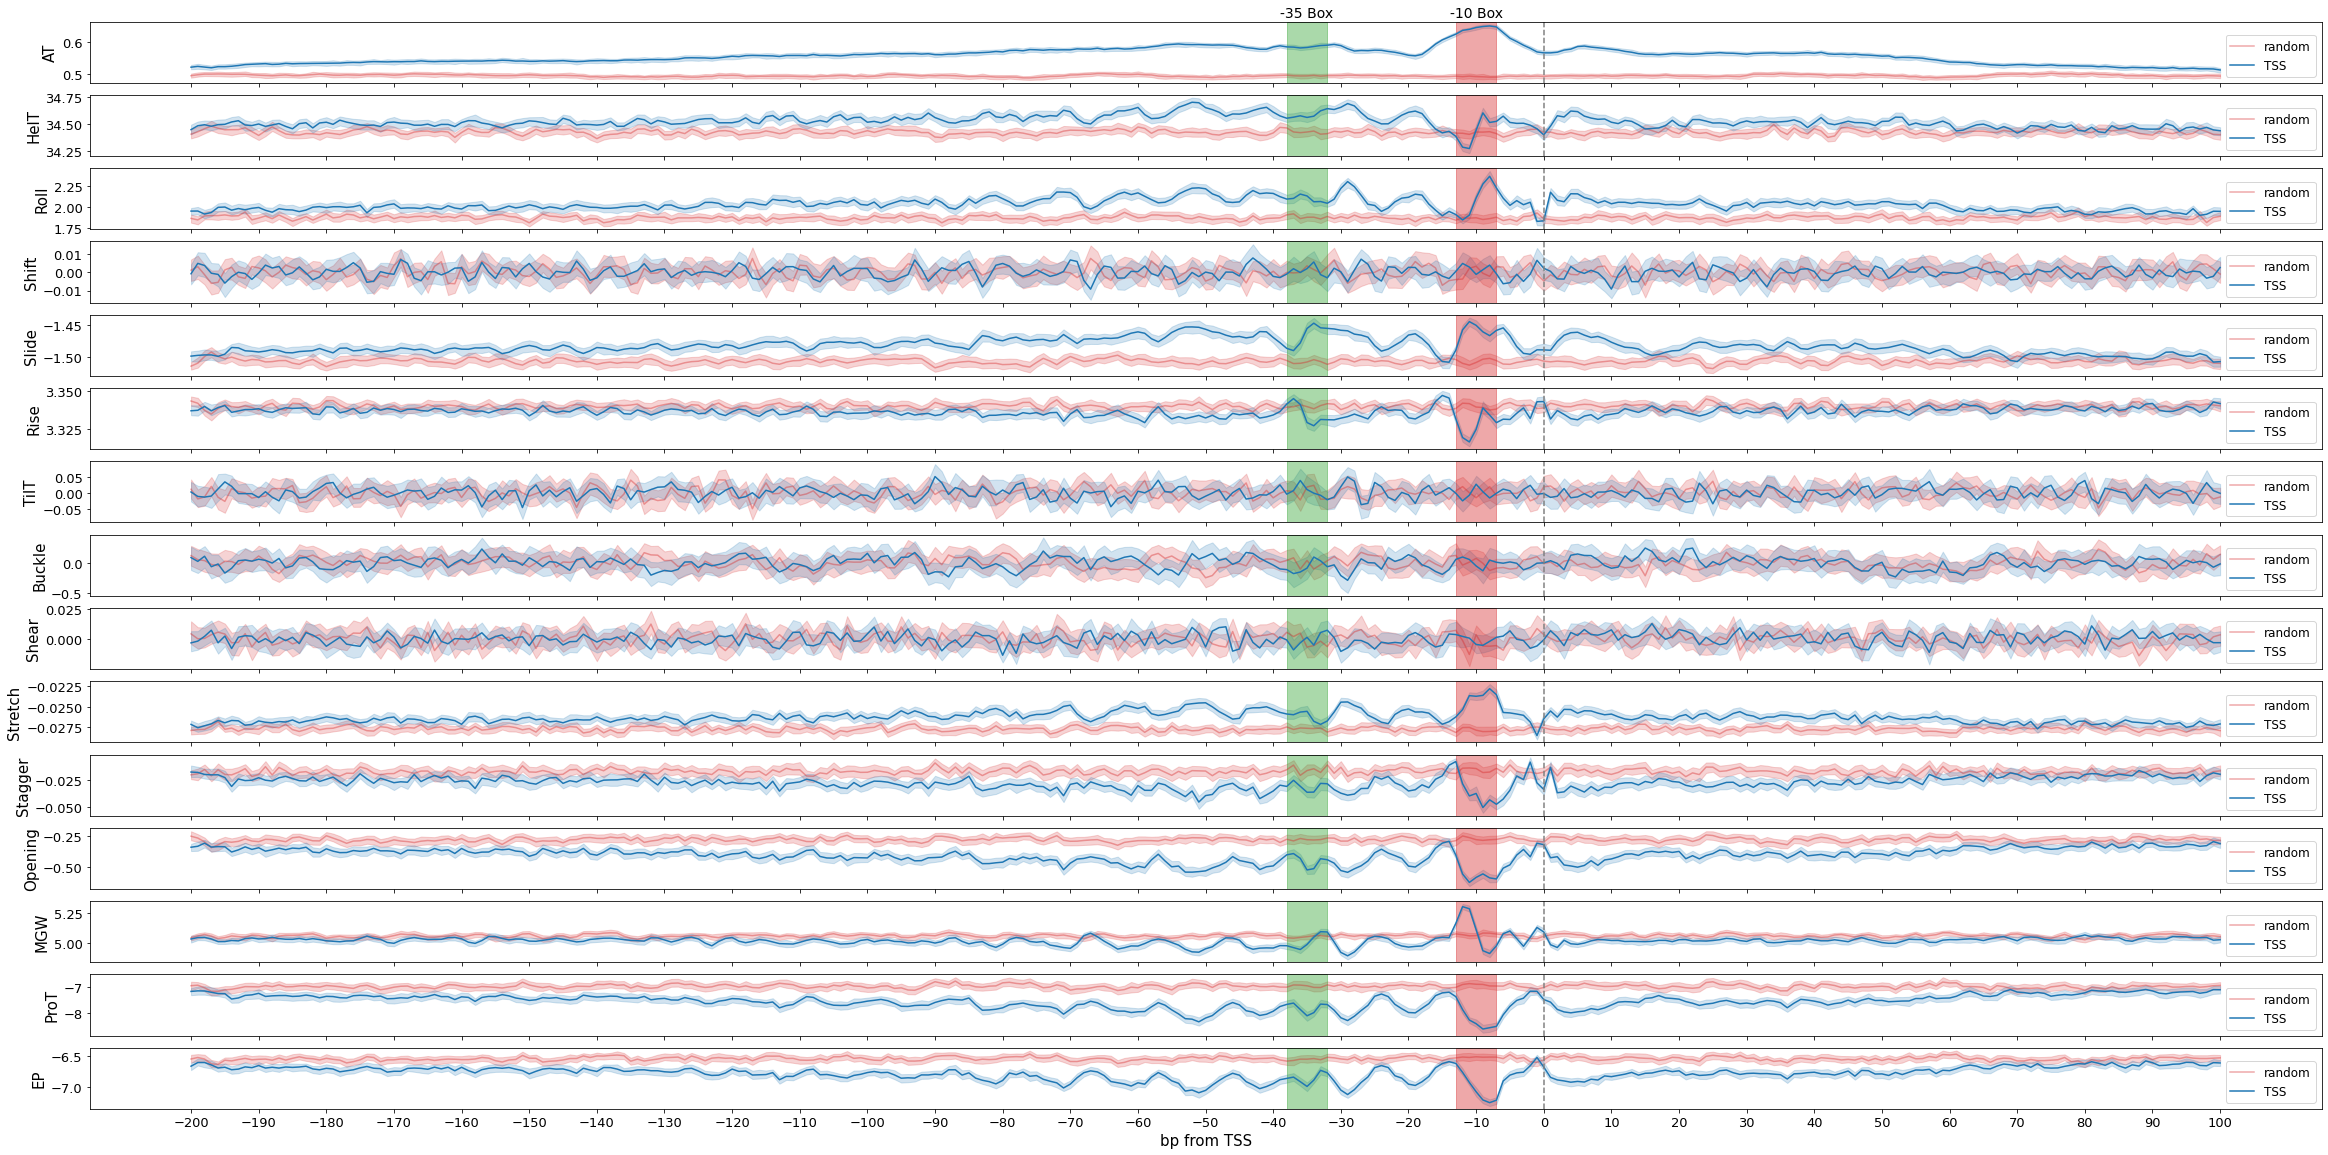 -35 Box -10 Box
AT
0.6
0.5
random
TSS
HelT
34.75
34.50
34.25
random
TSS
Roll
2.25
2.00
1.75
random
TSS
Shift
0.01
0.00
−0.01
random
TSS
Slide
−1.45
−1.50
random
TSS
Rise
3.350
3.325
random
TSS
TilT
0.05
0.00
−0.05
random
TSS
Buckle
0.0
−0.5
random
TSS
Shear
0.025
0.000
random
TSS
Stretch
−0.0225
−0.0250
−0.0275
random
TSS
Stagger
−0.025
−0.050
random
TSS
Opening
−0.25
−0.50
random
TSS
MGW
5.25
5.00
random
TSS
ProT
−7
−8
random
TSS
EP
−6.5
−7.0
random
TSS
−200 −190 −180 −170 −160 −150 −140 −130 −120 −110 −100 −90 −80 −70 −60 −50 −40 −30 −20 −10 0 10 20 30 40 50 60 70 80 90 100
bp from TSS